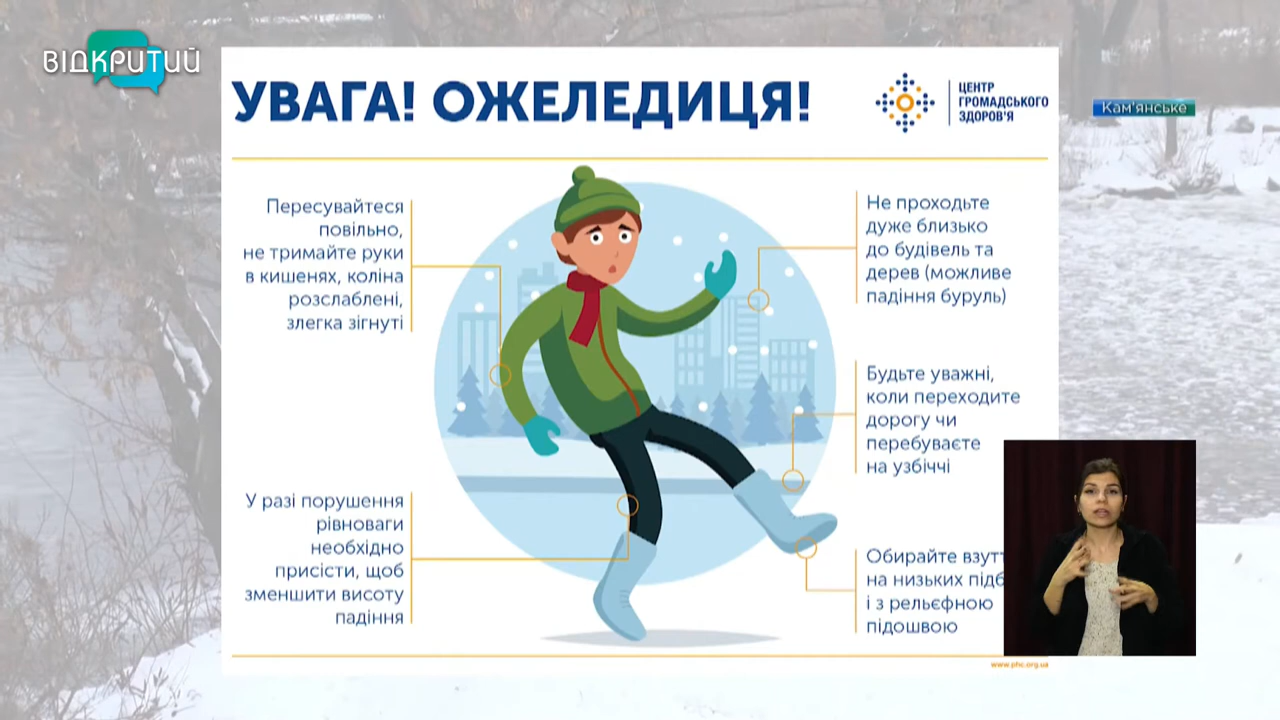 ВІДКРИТИЙ
УВАГА! ОЖЕЛЕДИЦЯ!
ЦЕНТР
ГРОМАДСЬКОГО
ЗДОРОВ'Я
Кам'янське
Пересувайтеся
повільно,
не тримайте руки
в кишенях, коліна
розслаблені,
злегка зігнуті
У разі порушення
рівноваги
необхідно
присісти, щоб
зменшити висоту
падіння
Не проходьте
дуже близько
до будівель та
дерев (можливе
падіння буруль)
Будьте уважні,
коли переходите
дорогу чи
перебуваєте
на узбіччі
Обирайте
на низьких
і з рельєфною
підошвою
www.phc.org.ua